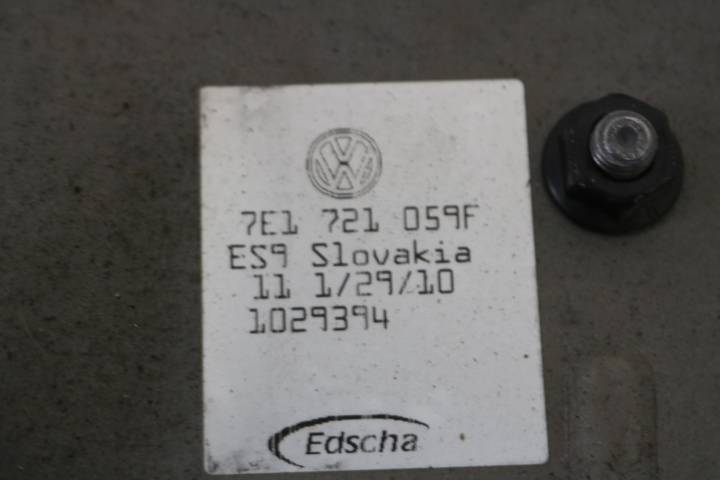 7E1 721 059F
ES9 Slovakia
11 1/29/10
1029394
Edscha